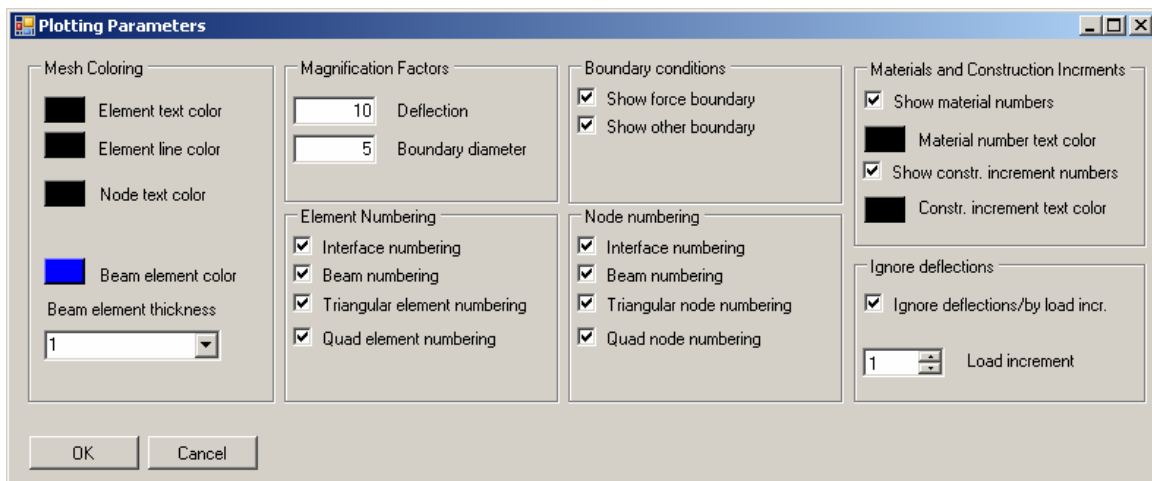 Plotting Parameters
Mesh Coloring
Element text color
Element line color
Node text color
Beam element color
Beam element thickness
1
Magnification Factors
10 Deflection
5 Boundary diameter
Boundary conditions
Show force boundary
Show other boundary
Materials and Construction Incrments
Show material numbers
Material number text color
Show constr. increment numbers
Constr. increment text color
Element Numbering
Interface numbering
Beam numbering
Triangular element numbering
Quad element numbering
Node numbering
Interface numbering
Beam numbering
Triangular node numbering
Quad node numbering
Ignore deflections
Ignore deflections/by load incr.
1 Load increment
OK Cancel